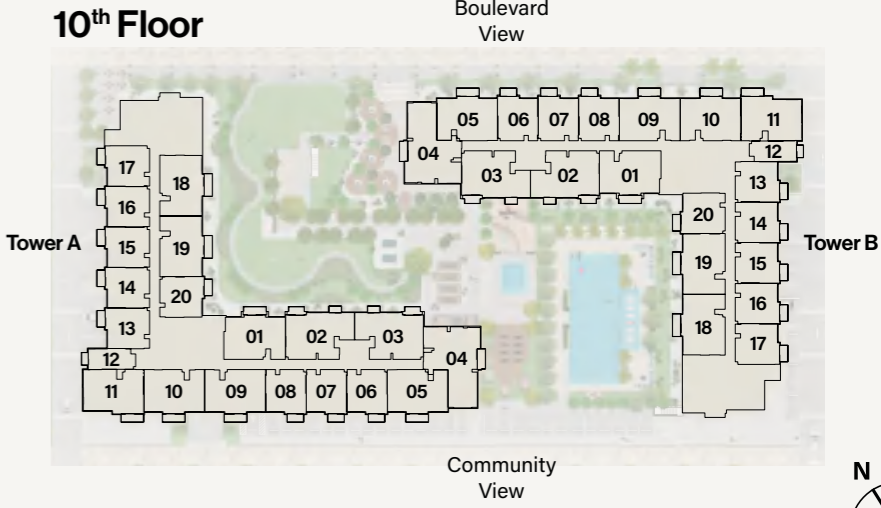 10th Floor
Boulevard
View
05 06 07 08 09 10 11
04
12
03 02 01
17
18
13
16
20
14
Tower A
15
19
19
15
Tower B
14
20
16
13
01 02 03
18
17
12
04
11 10 09 08 07 06 05
Community
View
N